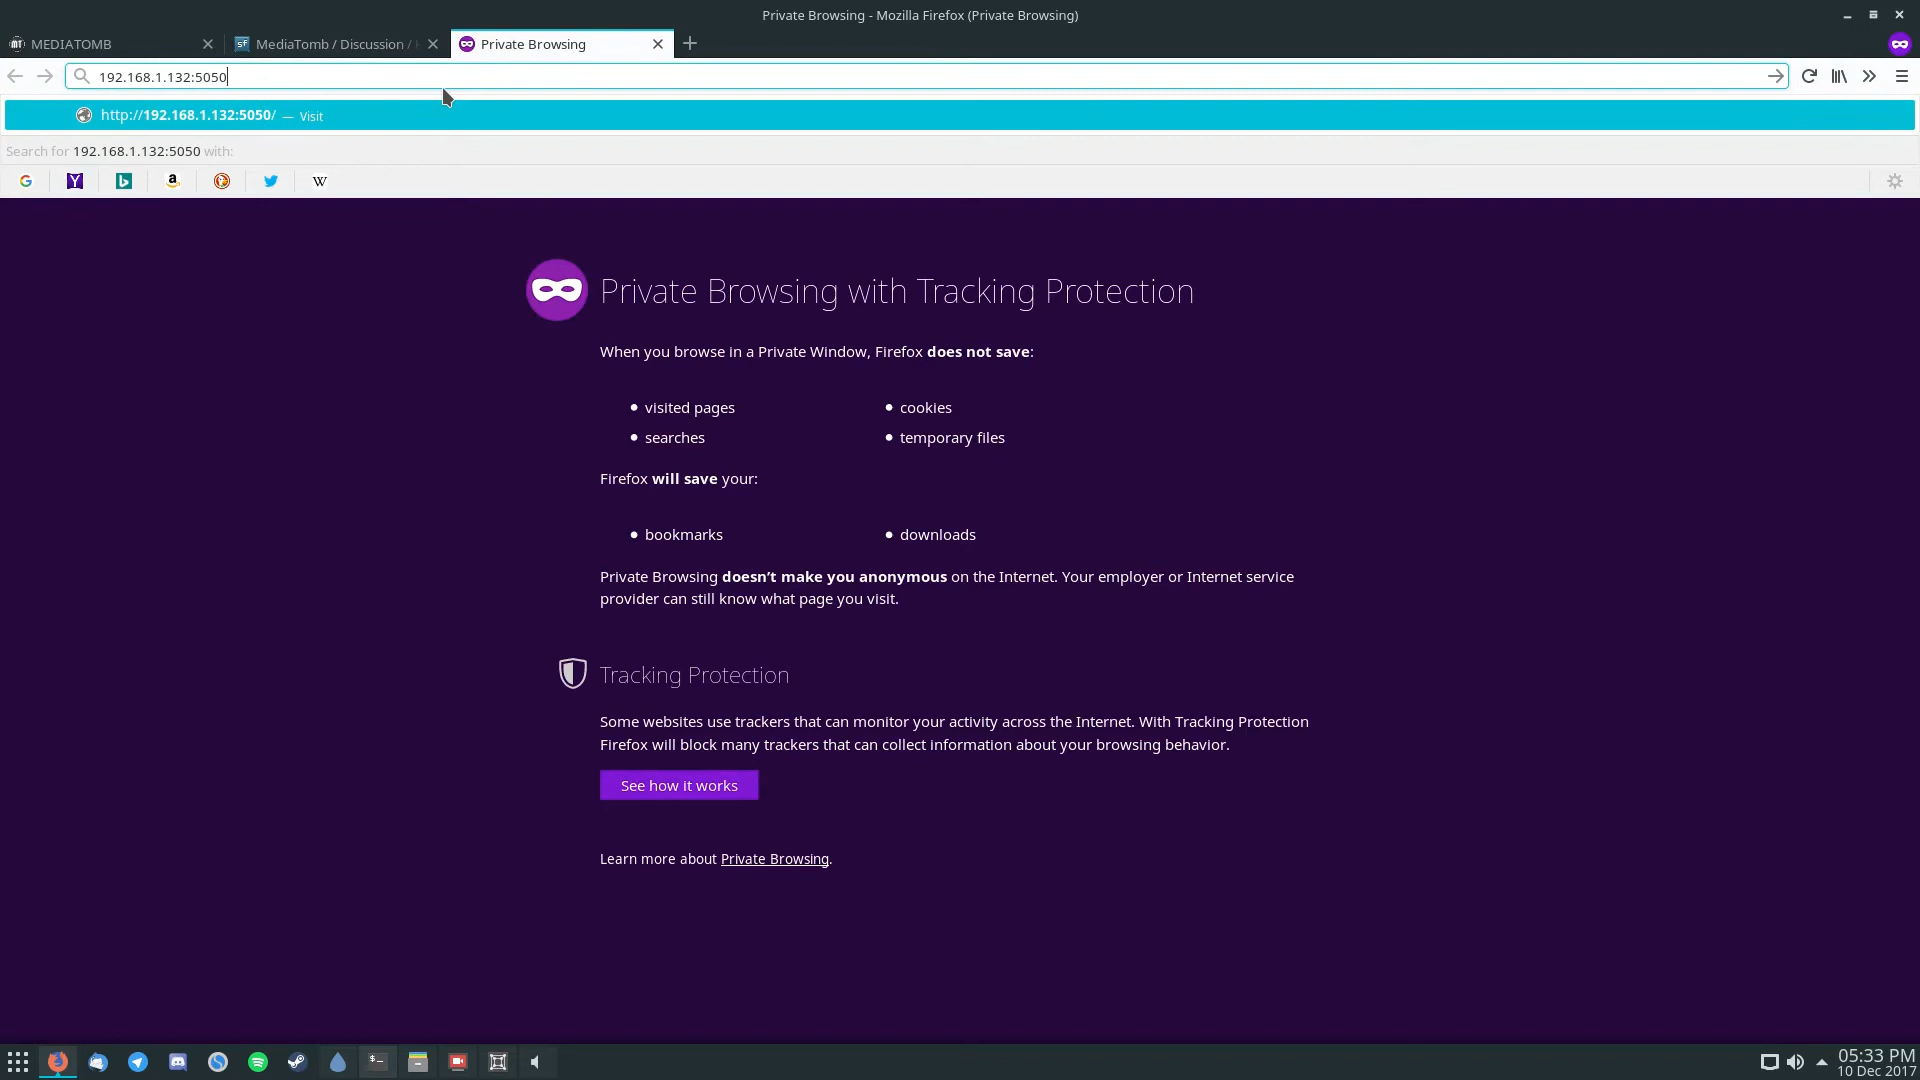 Private Browsing - Mozilla Firefox (Private Browsing)
MEDIATOMB
MediaTomb / Discussion /
Private Browsing
192.168.1.132:5050
http://192.168.1.132:5050/ — Visit
Search for 192.168.1.132:5050 with:
Private Browsing with Tracking Protection
When you browse in a Private Window, Firefox does not save:
• visited pages
• cookies
• searches
• temporary files
Firefox will save your:
• bookmarks
• downloads
Private Browsing doesn’t make you anonymous on the Internet. Your employer or Internet service
provider can still know what page you visit.
Tracking Protection
Some websites use trackers that can monitor your activity across the Internet. With Tracking Protection
Firefox will block many trackers that can collect information about your browsing behavior.
See how it works
Learn more about Private Browsing.
05:33 PM
10 Dec 2017